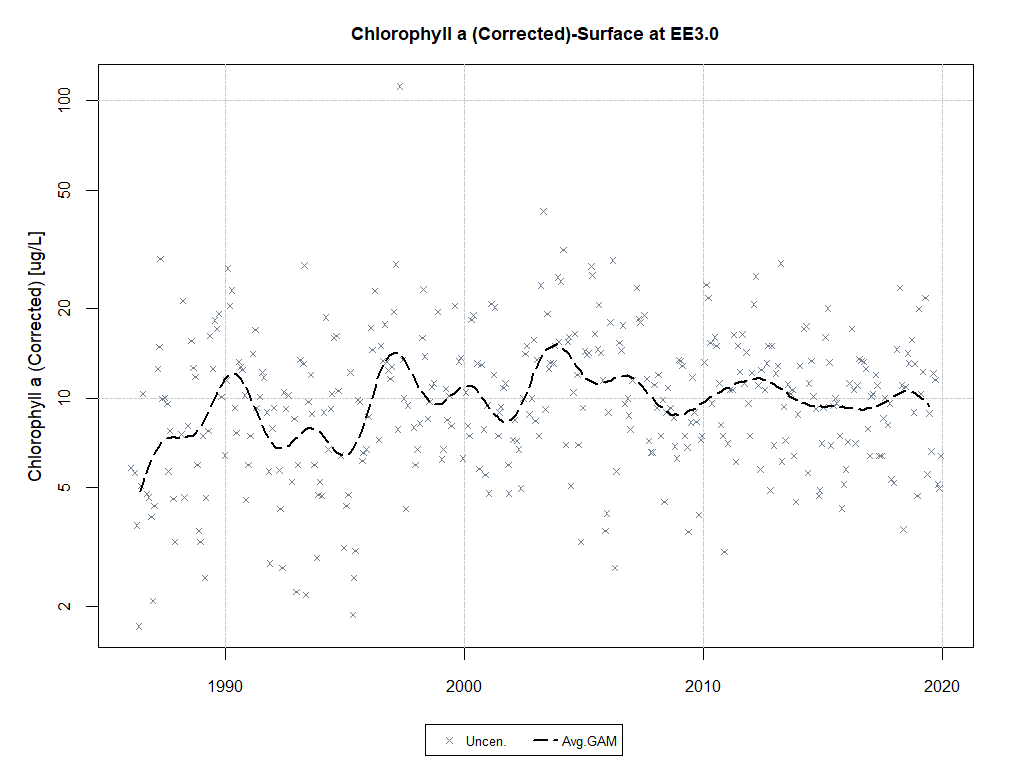 Chlorophyll a (Corrected)-Surface at EE3.0
Chlorophyll a (Corrected) [ug/L]
100
50
20
10
5
2
1990 2000 2010 2020
Uncen. Avg.GAM